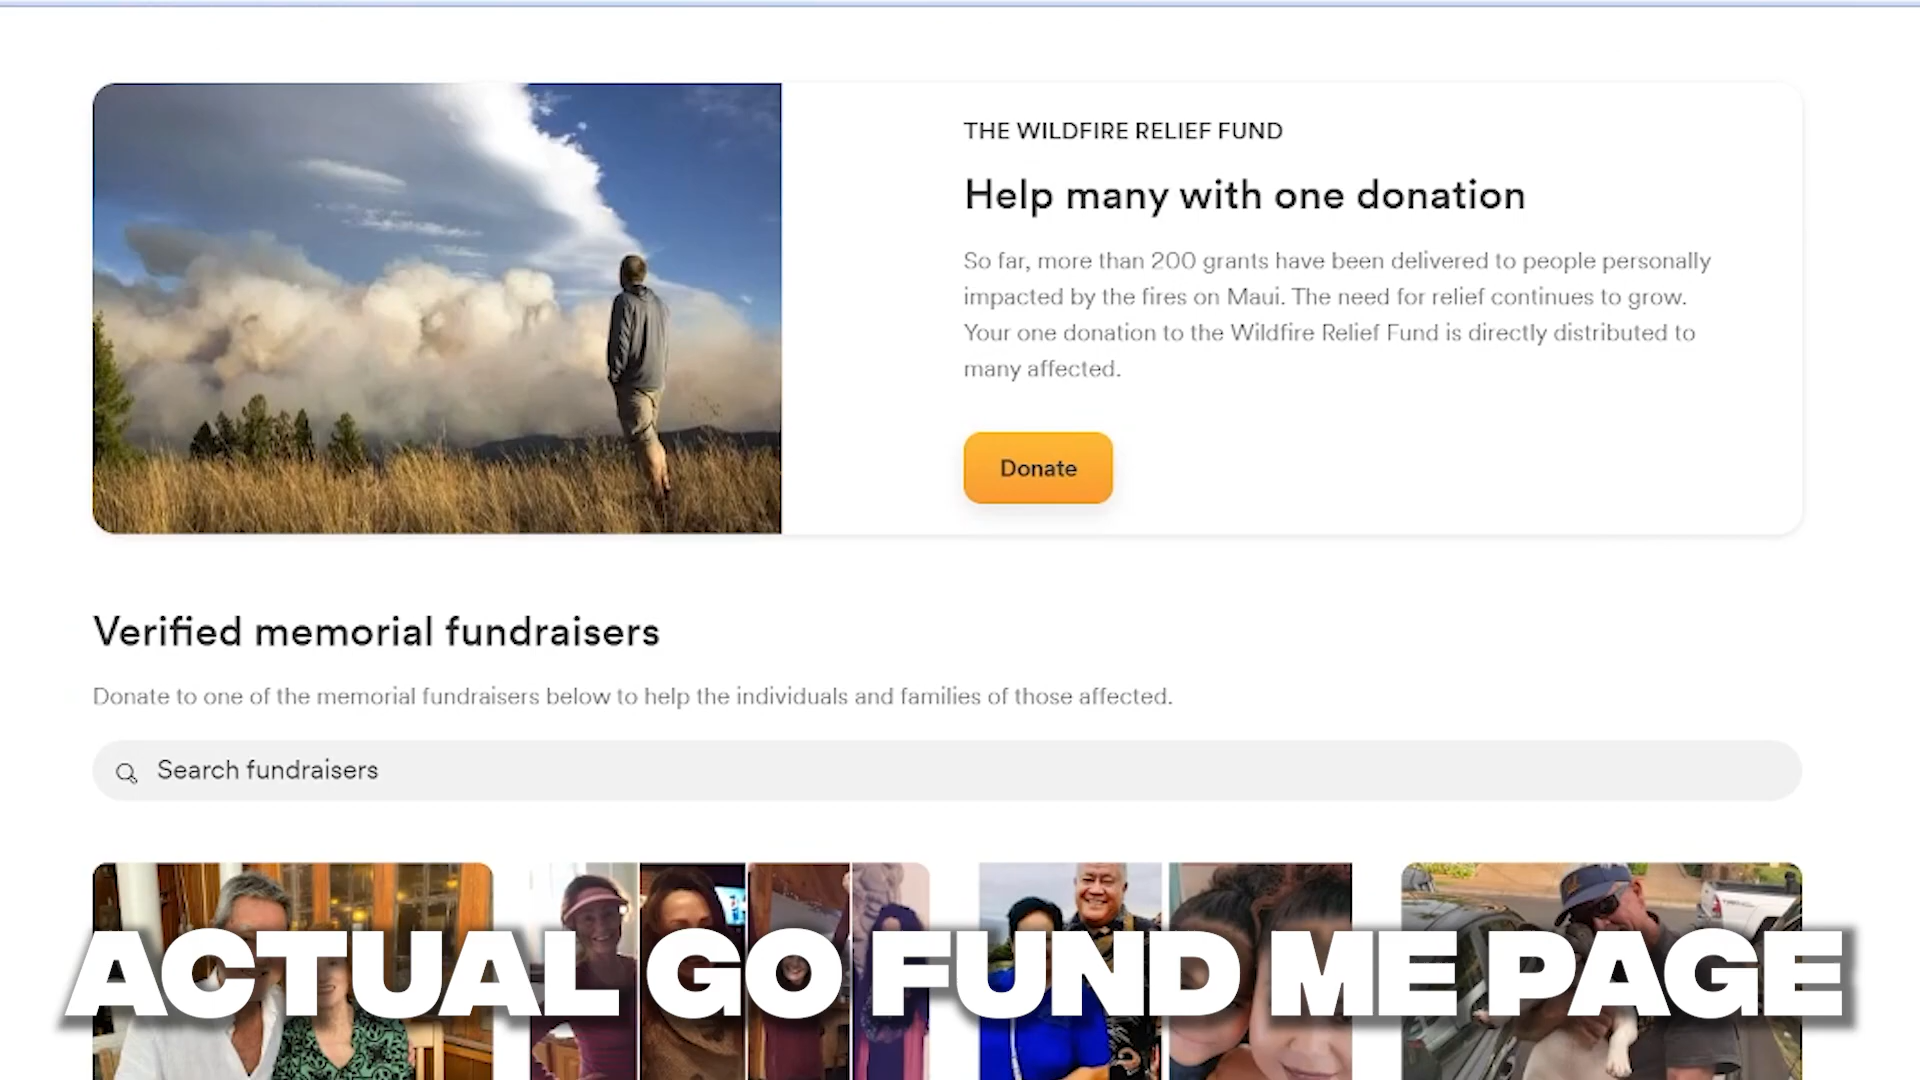 THE WILDFIRE RELIEF FUND
Help many with one donation
So far, more than 200 grants have been delivered to people personally
impacted by the fires on Maui. The need for relief continues to grow.
Your one donation to the Wildfire Relief Fund is directly distributed to
many affected.
Donate
Verified memorial fundraisers
Donate to one of the memorial fundraisers below to help the individuals and families of those affected.
Search fundraisers
ACTUAL GO FUND ME PAGE